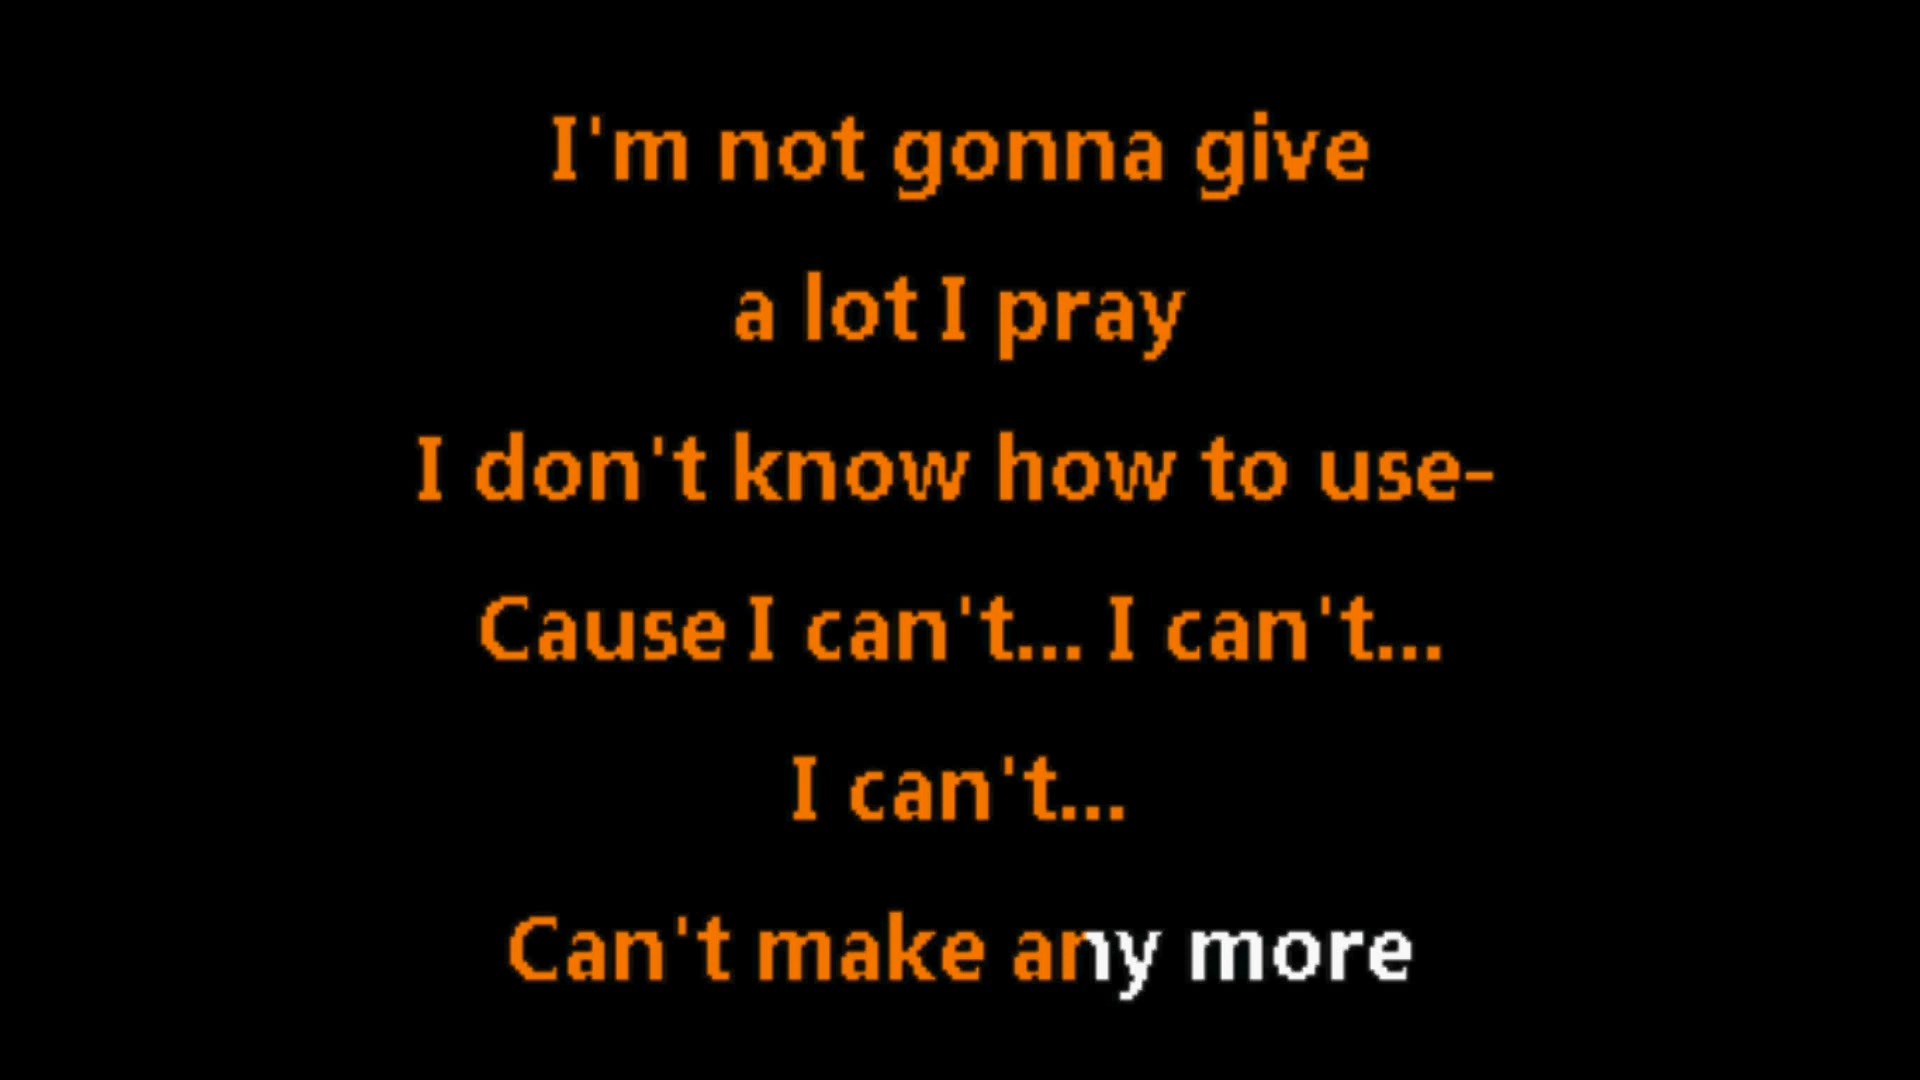 I'm not gonna give
a lot I pray
I don't know how to use-
Cause I can't... I can't...
I can't...
Can't make any more